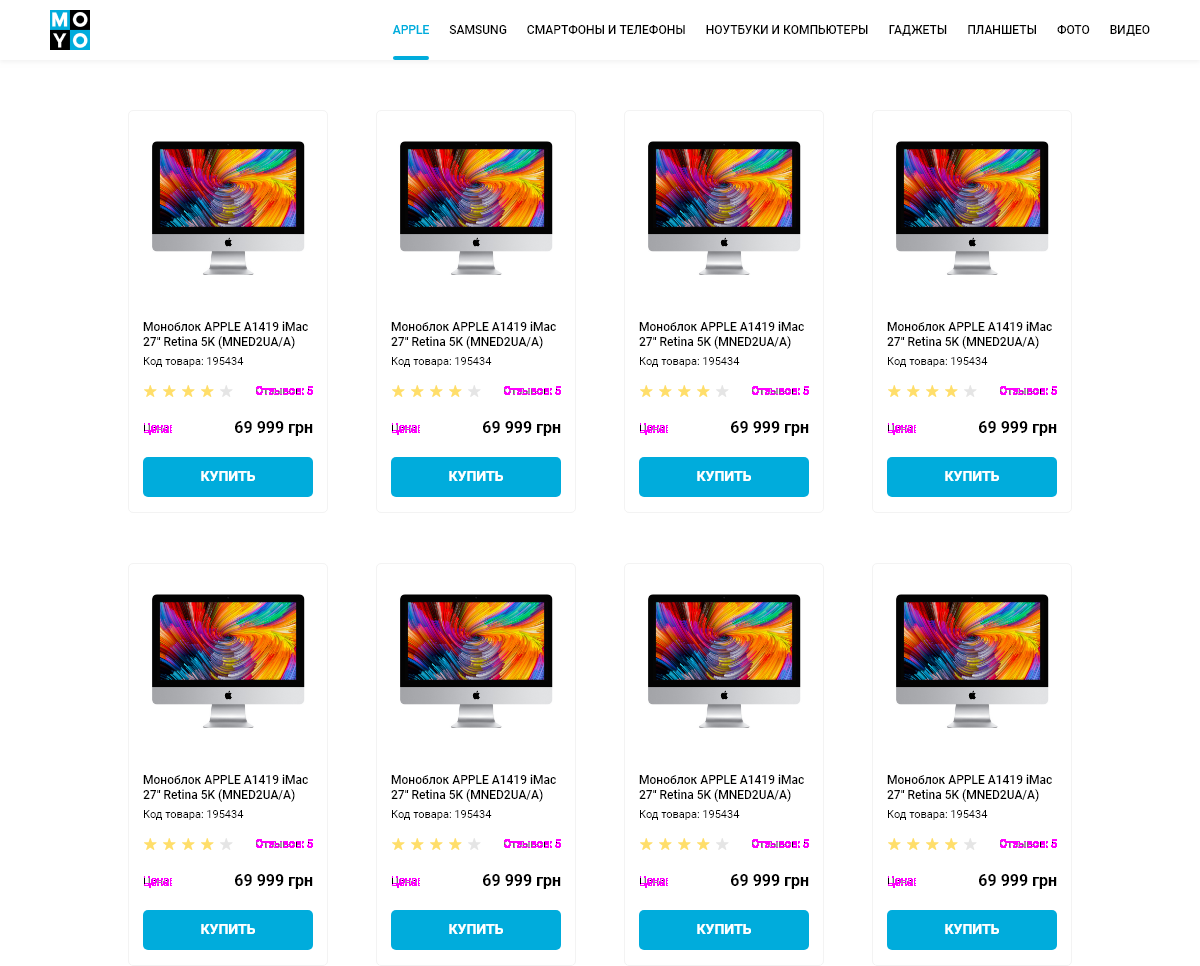 MO
YO
APPLE SAMSUNG СМАРТФОНЫ И ТЕЛЕФОНЫ НОУТБУКИ И КОМПЬЮТЕРЫ ГАДЖЕТЫ ПЛАНШЕТЫ ФОТО ВИДЕО
Моноблок APPLE A1419 iMac Моноблок APPLE A1419 iMac Моноблок APPLE A1419 iMac Моноблок APPLE A1419 iMac
27" Retina 5K (MNED2UA/A) 27" Retina 5K (MNED2UA/A) 27" Retina 5K (MNED2UA/A) 27" Retina 5K (MNED2UA/A)
Код товара: 195434 Код товара: 195434 Код товара: 195434 Код товара: 195434
Отзывов: 5 Отзывов: 5 Отзывов: 5 Отзывов: 5
Цена: 69 999 грн Цена: 69 999 грн Цена: 69 999 грн Цена: 69 999 грн
КУПИТЬ КУПИТЬ КУПИТЬ КУПИТЬ
Моноблок APPLE A1419 iMac Моноблок APPLE A1419 iMac Моноблок APPLE A1419 iMac Моноблок APPLE A1419 iMac
27" Retina 5K (MNED2UA/A) 27" Retina 5K (MNED2UA/A) 27" Retina 5K (MNED2UA/A) 27" Retina 5K (MNED2UA/A)
Код товара: 195434 Код товара: 195434 Код товара: 195434 Код товара: 195434
Отзывов: 5 Отзывов: 5 Отзывов: 5 Отзывов: 5
Цена: 69 999 грн Цена: 69 999 грн Цена: 69 999 грн Цена: 69 999 грн
КУПИТЬ КУПИТЬ КУПИТЬ КУПИТЬ